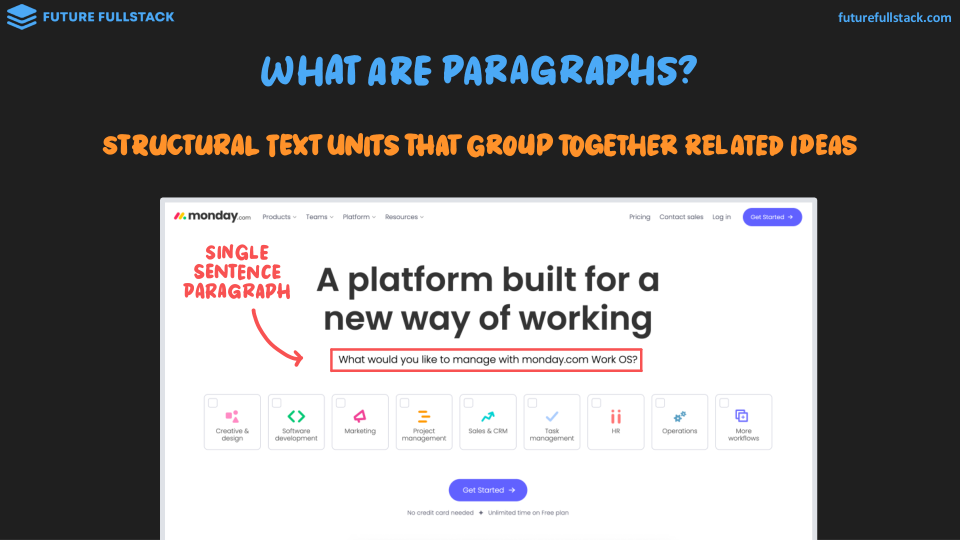 FUTURE FULLSTACK
futurefullstack.com
WHAT ARE PARAGRAPHS?
STRUCTURAL TEXT UNITS THAT GROUP TOGETHER RELATED IDEAS
monday.com Products Teams Platform Resources Pricing Contact sales Log in Get Started →
SINGLE
SENTENCE
PARAGRAPH
A platform built for a
new way of working
What would you like to manage with monday.com Work OS?
Creative &
design
Software
development
Marketing
Project
management
Sales & CRM
Task
management
HR
Operations
More
workflows
Get Started →
No credit card needed ✦ Unlimited time on Free plan